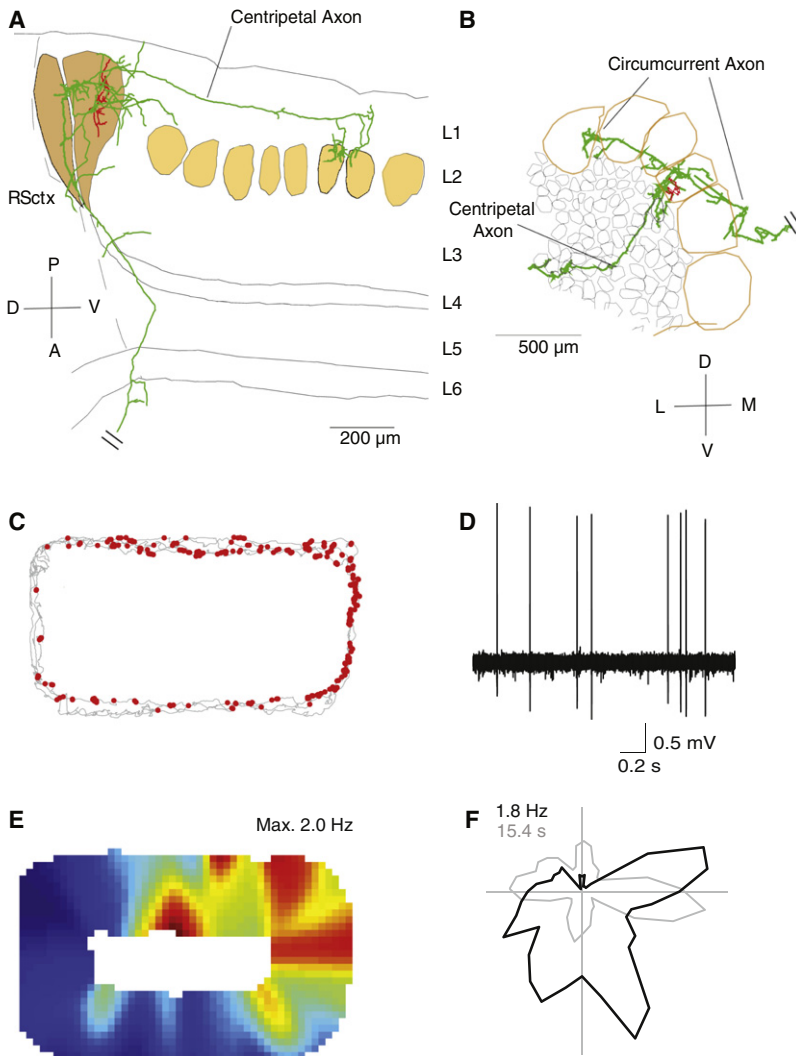 A
Centripetal Axon
RSctx
P
D
V
A
200 µm
L1
L2
L3
L4
L5
L6
B
Circumcurrent Axon
Centripetal
Axon
500 µm
D
L
M
V
C
D
0.5 mV
0.2 s
E
Max. 2.0 Hz
F
1.8 Hz
15.4 s